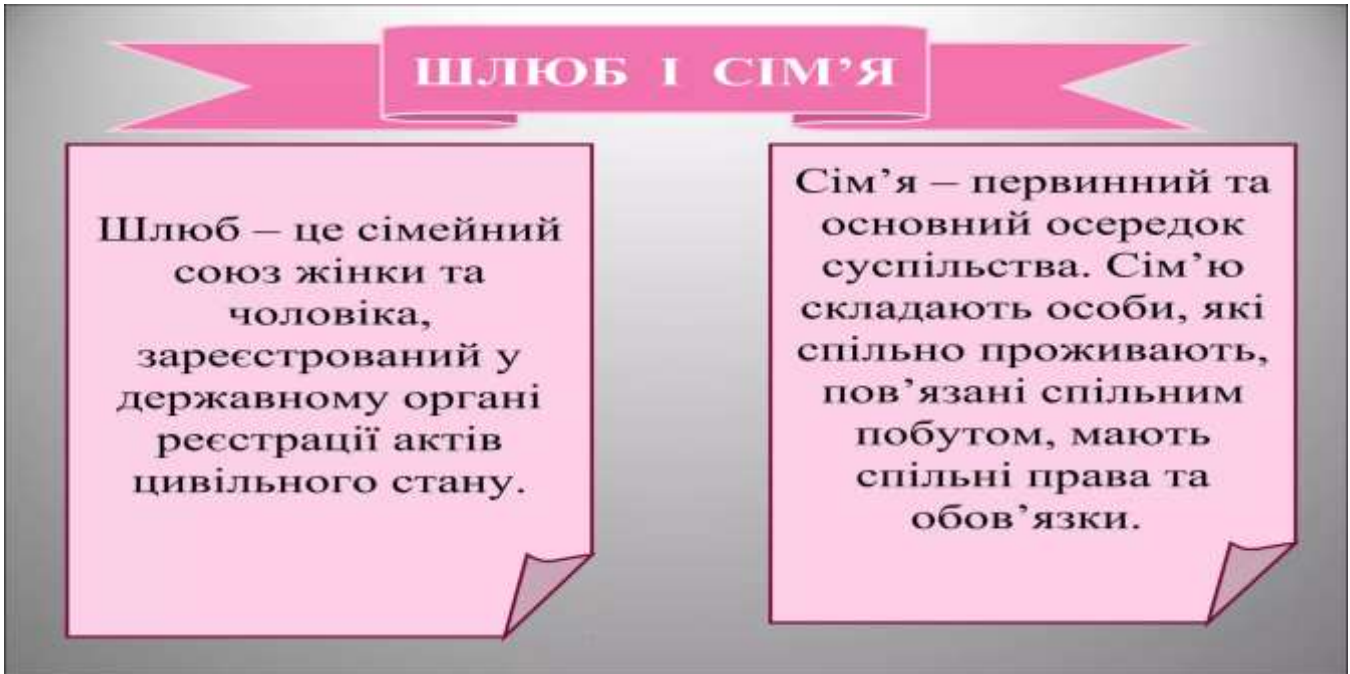 ШЛЮБ І СІМ’Я
Шлюб – це сімейний
союз жінки та
чоловіка,
зареєстрований у
державному органі
реєстрації актів
цивільного стану.
Сім’я – первинний та
основний осередок
суспільства. Сім’ю
складають особи, які
спільно проживають,
пов’язані спільним
побутом, мають
спільні права та
обов’язки.